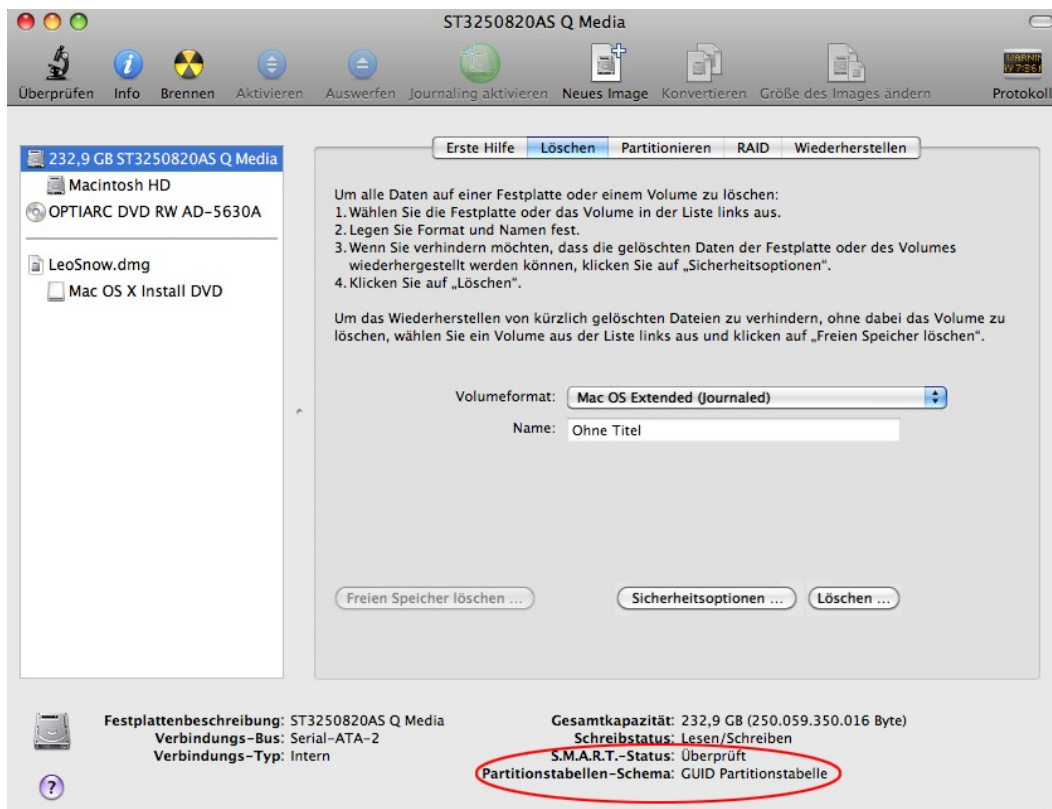 ST3250820AS Q Media
Überprüfen Info Brennen Aktivieren Auswerfen Journaling aktivieren Neues Image Konvertieren Größe des Images ändern Protokoll
232,9 GB ST3250820AS Q Media
Macintosh HD
OPTIARC DVD RW AD-5630A
LeoSnow.dmg
Mac OS X Install DVD
Erste Hilfe Löschen Partitionieren RAID Wiederherstellen
Um alle Daten auf einer Festplatte oder einem Volume zu löschen:
1. Wählen Sie die Festplatte oder das Volume in der Liste links aus.
2. Legen Sie Format und Namen fest.
3. Wenn Sie verhindern möchten, dass die gelöschten Daten der Festplatte oder des Volumes
wiederhergestellt werden können, klicken Sie auf „Sicherheitsoptionen“.
4. Klicken Sie auf „Löschen“.
Um das Wiederherstellen von kürzlich gelöschten Dateien zu verhindern, ohne dabei das Volume zu
löschen, wählen Sie ein Volume aus der Liste links aus und klicken auf „Freien Speicher löschen“.
Volumeformat: Mac OS Extended (Journaled)
Name: Ohne Titel
Freien Speicher löschen ... Sicherheitsoptionen ... Löschen ...
Festplattenbeschreibung: ST3250820AS Q Media Gesamtkapazität: 232,9 GB (250.059.350.016 Byte)
Verbindungs-Bus: Serial-ATA-2 Schreibstatus: Lesen/Schreiben
Verbindungs-Typ: Intern S.M.A.R.T.-Status: Überprüft
Partitionstabellen-Schema: GUID Partitionstabelle
?